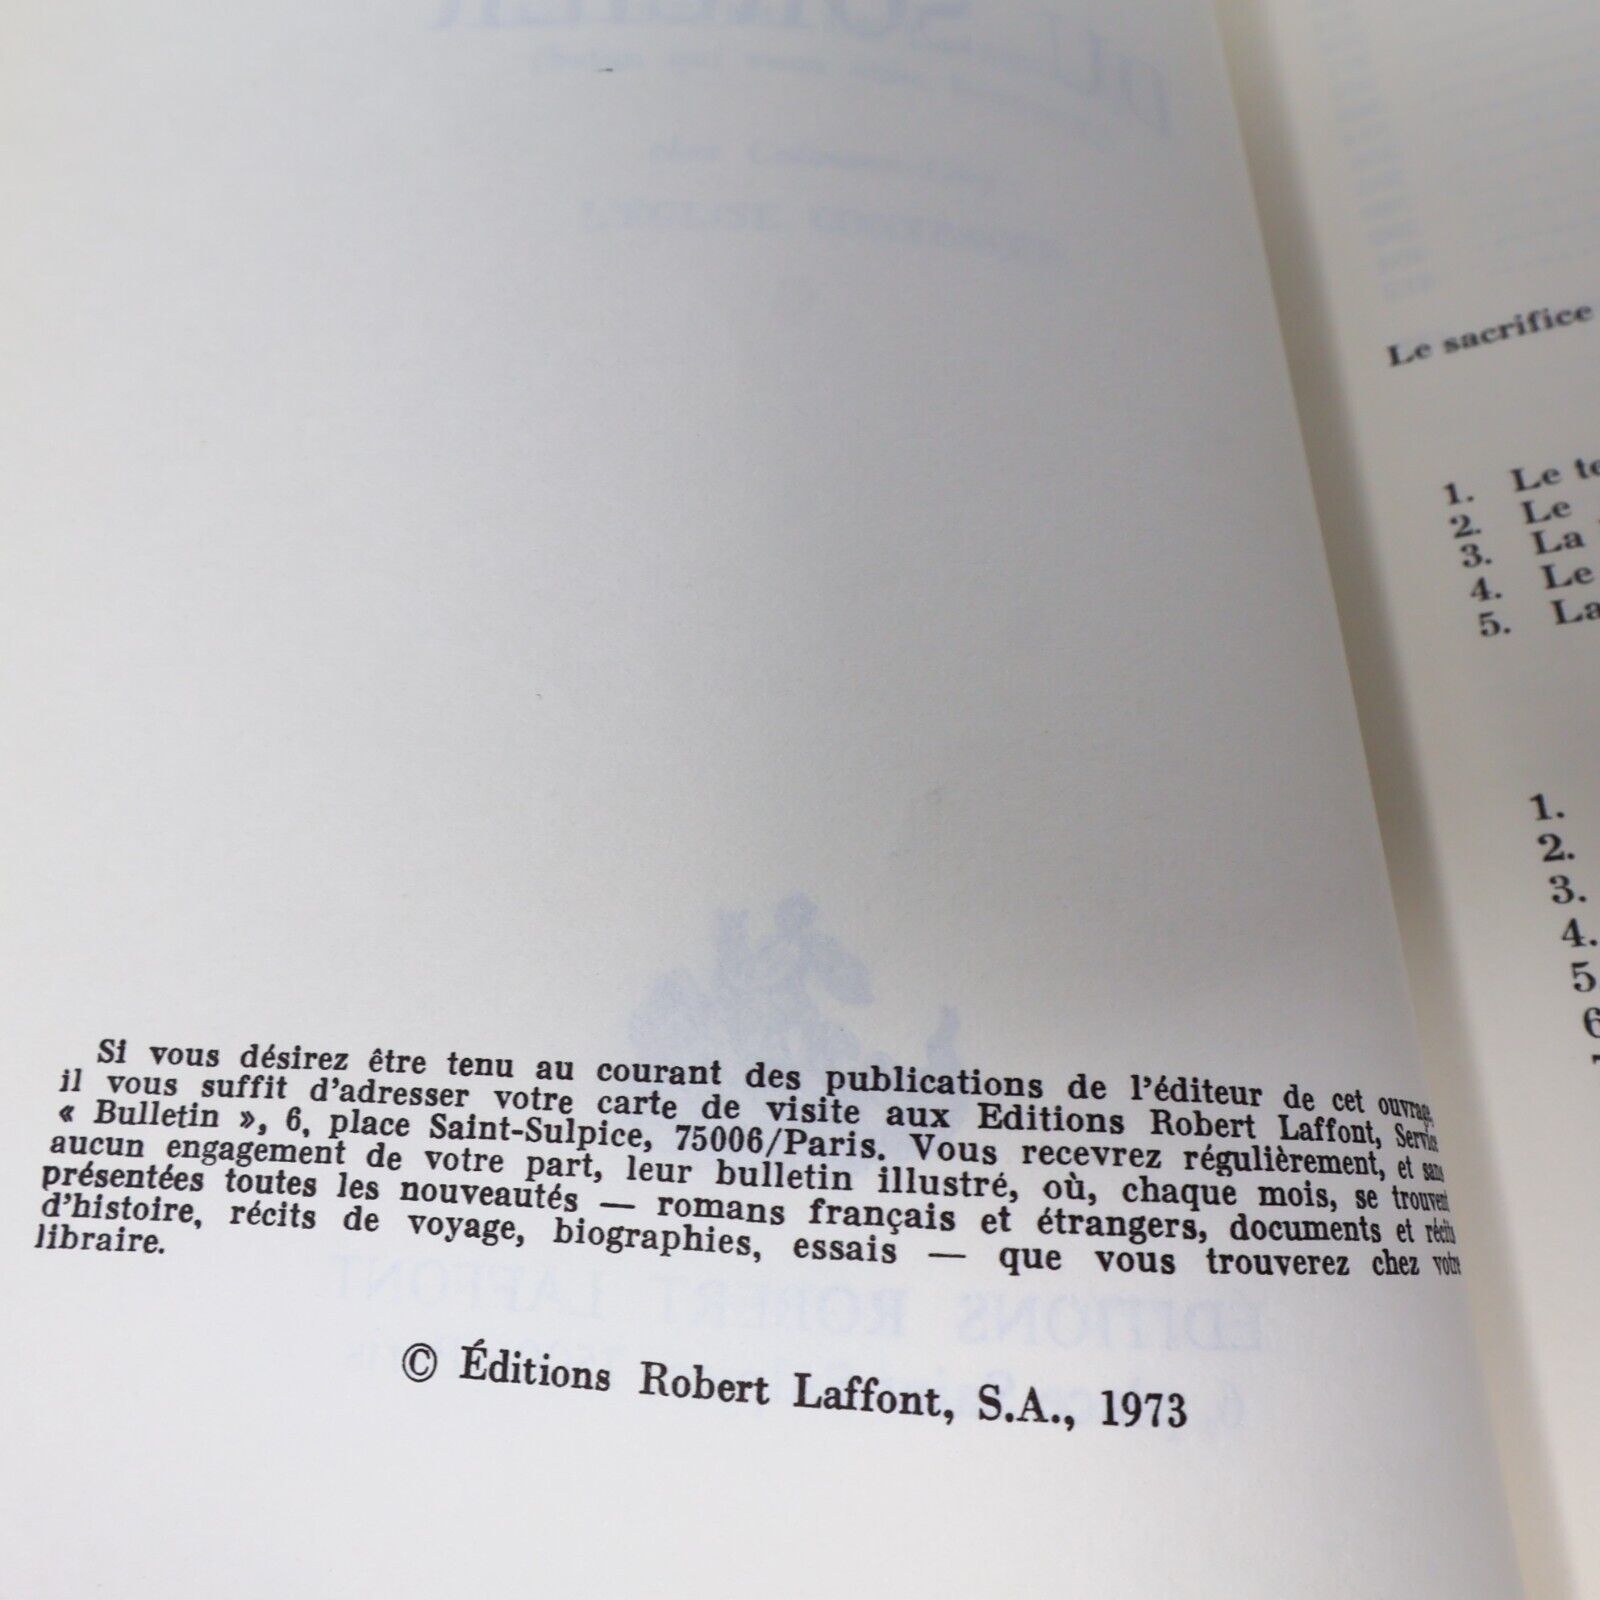 Si vous désirez être tenu au courant des publications de l'éditeur de cet ouvrage,
il vous suffit d'adresser votre carte de visite aux Editions Robert Laffont, Service
« Bulletin », 6, place Saint-Sulpice, 75006/Paris. Vous recevrez régulièrement, et sans
aucun engagement de votre part, leur bulletin illustré, où, chaque mois, se trouvent
présentées toutes les nouveautés — romans français et étrangers, documents et récits
d'histoire, récits de voyage, biographies, essais — que vous trouverez chez votre
libraire.
© Éditions Robert Laffont, S.A., 1973
Le sacrifice
1. Le
2. Le
3. La
4. Le
5. La
1.
2.
3.
4.
5
6